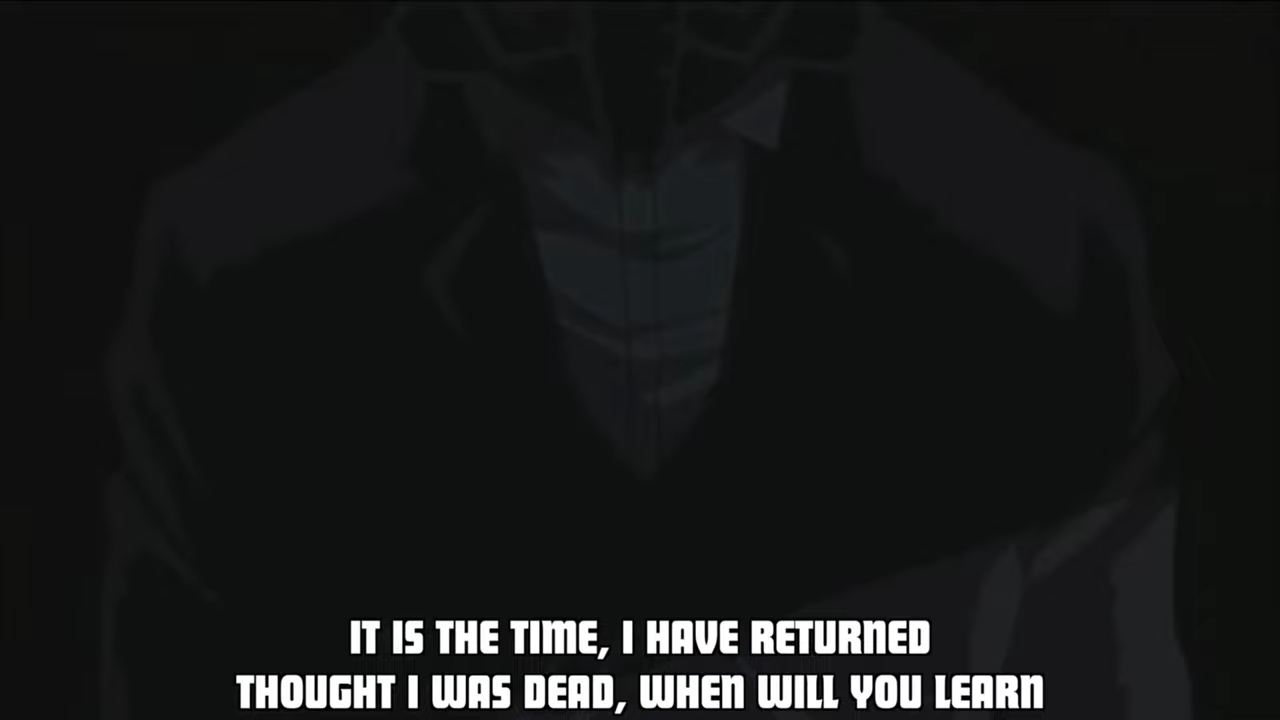 IT IS THE TIME, I HAVE RETURNED
THOUGHT I WAS DEAD, WHEN WILL YOU LEARN